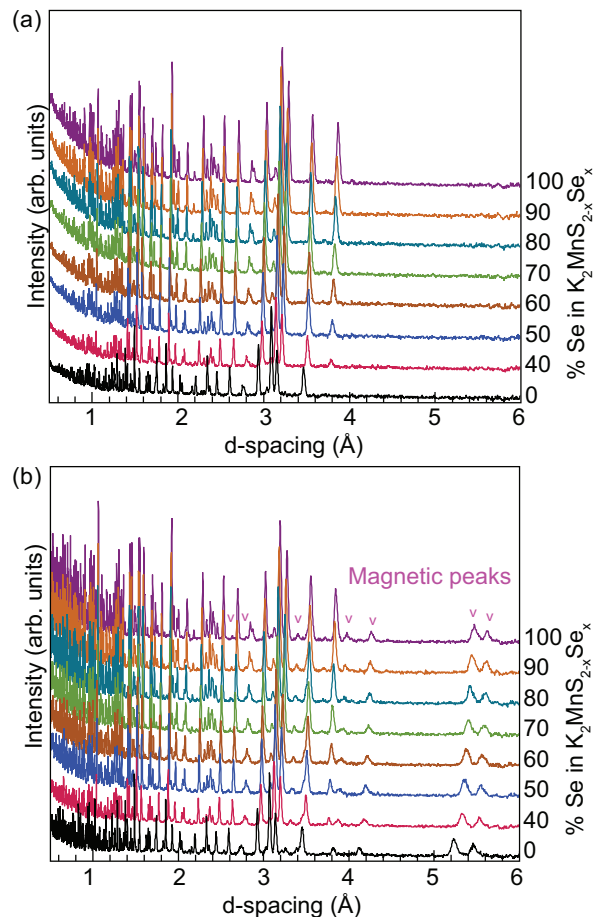 (a)
Intensity (arb. units)
100
90
80
70
60
50
40
0
% Se in K₂MnS₂₋ₓSeₓ
1 2 3 4 5 6
d-spacing (Å)
(b)
Magnetic peaks
v v v v v v v
Intensity (arb. units)
100
90
80
70
60
50
40
0
% Se in K₂MnS₂₋ₓSeₓ
1 2 3 4 5 6
d-spacing (Å)